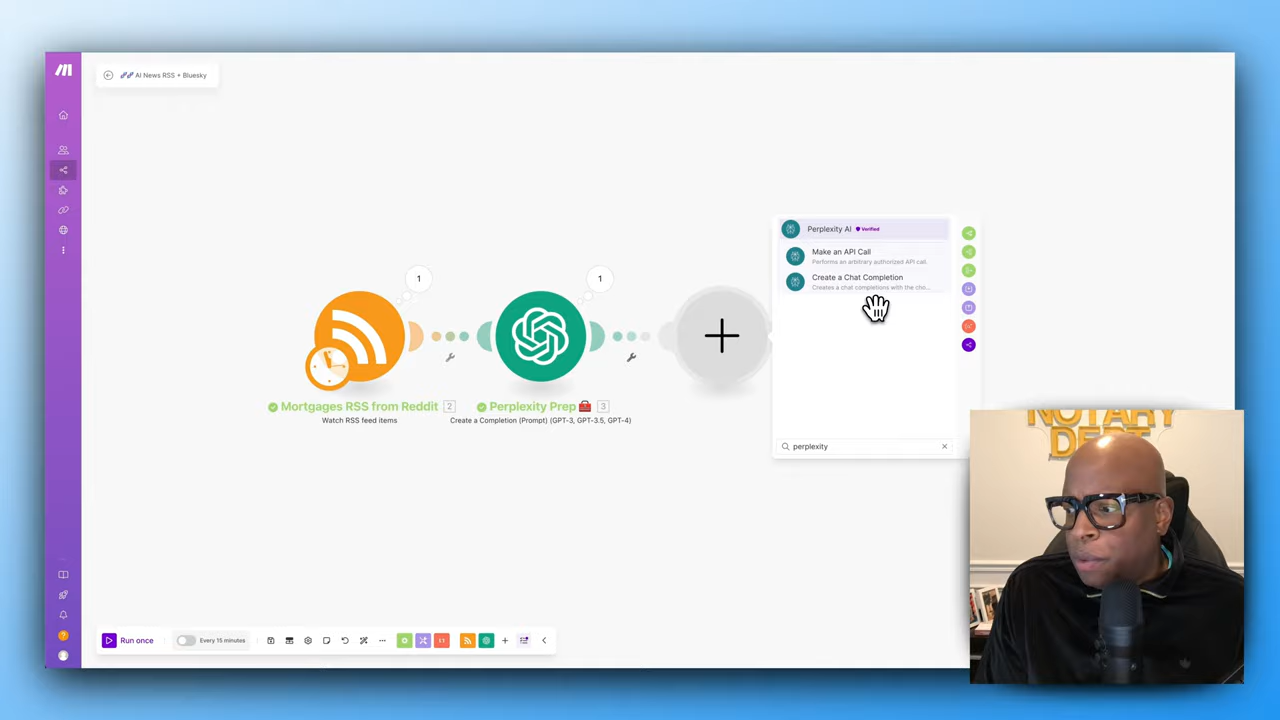 AI News RSS + Bluesky
Perplexity AI Verified
Make an API Call
Performs an arbitrary authorized API call.
Create a Chat Completion
Creates a chat completions with the cho...
1
1
Mortgages RSS from Reddit 2
Watch RSS feed items
Perplexity Prep 3
Create a Completion (Prompt) (GPT-3, GPT-3.5, GPT-4)
perplexity
NOTARY
Run once
Every 15 minutes